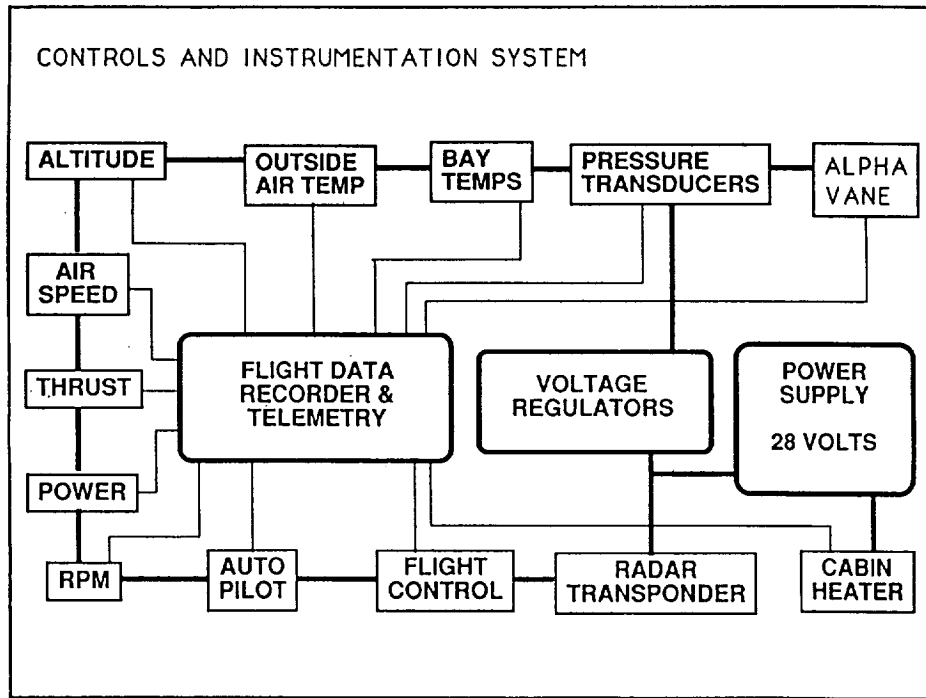 CONTROLS AND INSTRUMENTATION SYSTEM
ALTITUDE
OUTSIDE
AIR TEMP
BAY
TEMPS
PRESSURE
TRANSDUCERS
ALPHA
VANE
AIR
SPEED
THRUST
POWER
FLIGHT DATA
RECORDER &
TELEMETRY
VOLTAGE
REGULATORS
POWER
SUPPLY
28 VOLTS
RPM
AUTO
PILOT
FLIGHT
CONTROL
RADAR
TRANSPONDER
CABIN
HEATER